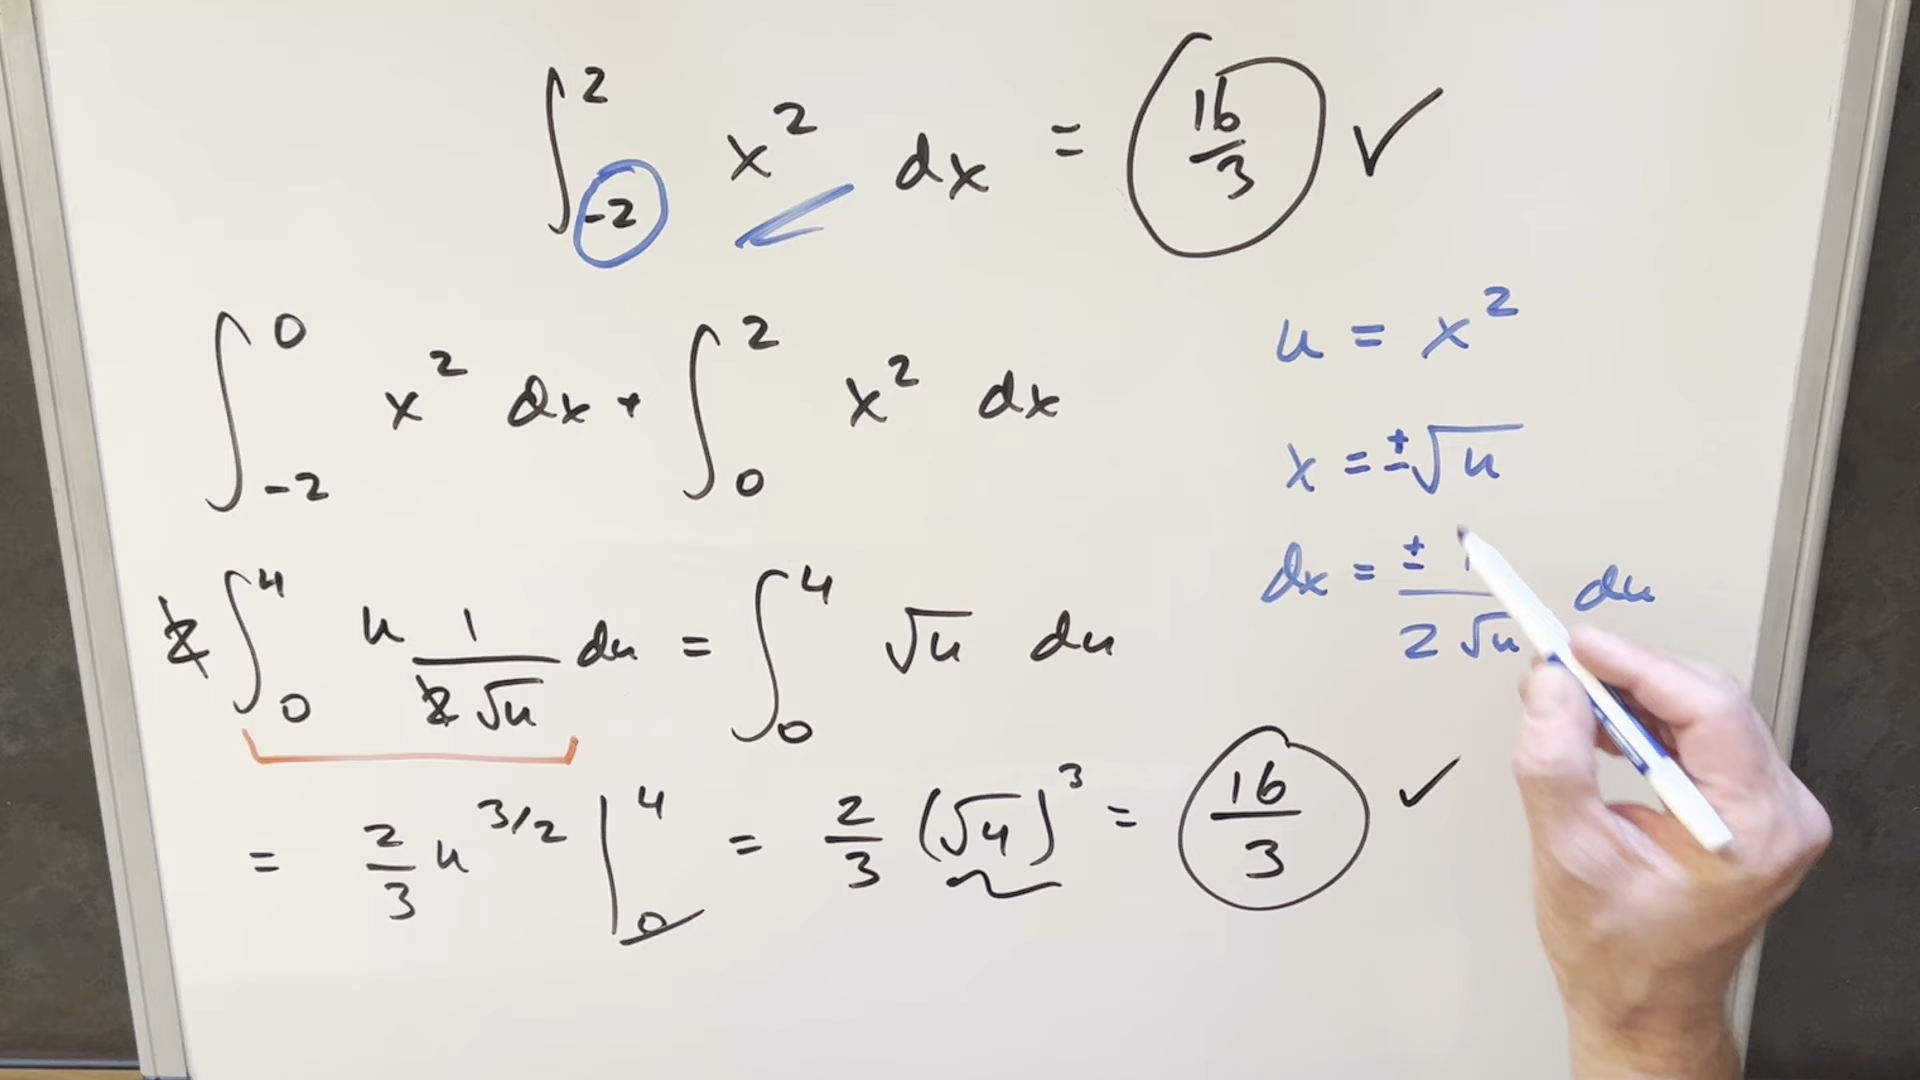 ∫_{-2}^{2} x² dx = 16/3 ✓
∫_{-2}^{0} x² dx + ∫_{0}^{2} x² dx
u = x²
x = ±√u
dx = ± 1/(2√u) du
2 ∫_{0}^{4} u 1/(2√u) du = ∫_{0}^{4} √u du
= 2/3 u^{3/2} |_{0}^{4} = 2/3 (√4)³ = 16/3 ✓